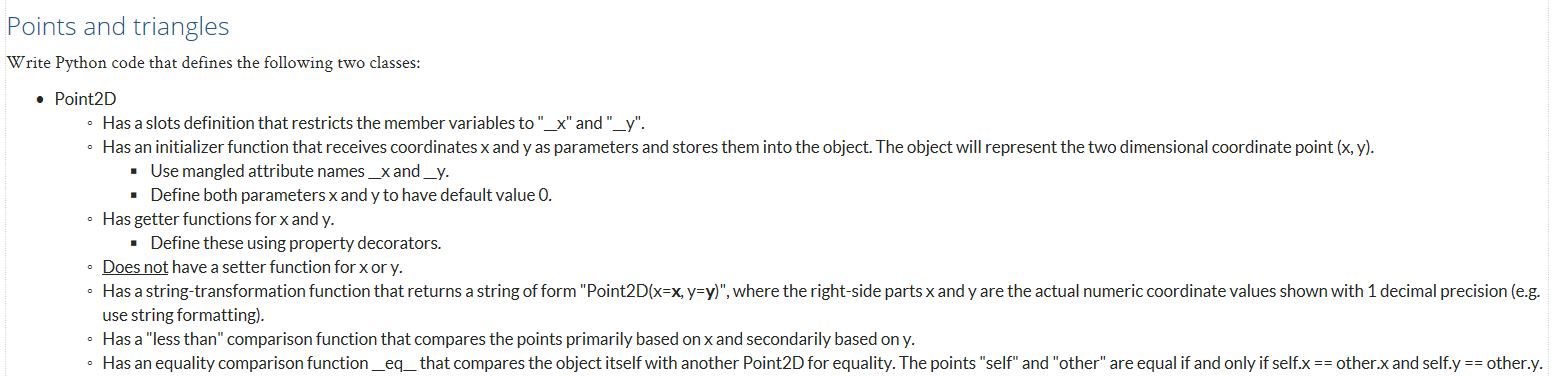 Points and triangles
Write Python code that defines the following two classes:
• Point2D
◦ Has a slots definition that restricts the member variables to "__x" and "__y".
◦ Has an initializer function that receives coordinates x and y as parameters and stores them into the object. The object will represent the two dimensional coordinate point (x, y).
▪ Use mangled attribute names __x and __y.
▪ Define both parameters x and y to have default value 0.
◦ Has getter functions for x and y.
▪ Define these using property decorators.
◦ Does not have a setter function for x or y.
◦ Has a string-transformation function that returns a string of form "Point2D(x=x, y=y)", where the right-side parts x and y are the actual numeric coordinate values shown with 1 decimal precision (e.g.
use string formatting).
◦ Has a "less than" comparison function that compares the points primarily based on x and secondarily based on y.
◦ Has an equality comparison function __eq__ that compares the object itself with another Point2D for equality. The points "self" and "other" are equal if and only if self.x == other.x and self.y == other.y.